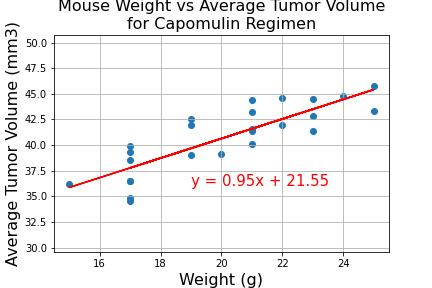 Mouse Weight vs Average Tumor Volume
for Capomulin Regimen
Average Tumor Volume (mm3)
50.0
47.5
45.0
42.5
40.0
37.5
35.0
32.5
30.0
y = 0.95x + 21.55
16 18 20 22 24
Weight (g)